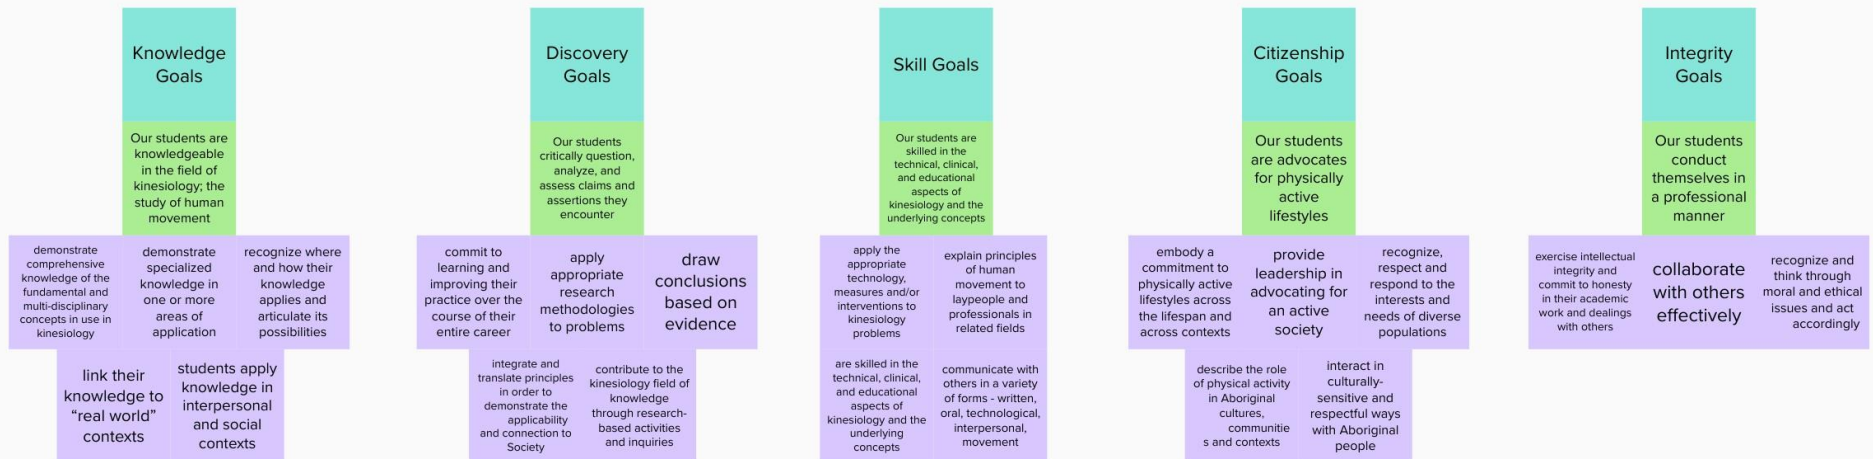 Knowledge
Goals
Our students are
knowledgeable
in the field of
kinesiology; the
study of human
movement
demonstrate
comprehensive
knowledge of the
fundamental and
multi-disciplinary
concepts in use in
kinesiology
demonstrate
specialized
knowledge in
one or more
areas of
application
recognize where
and how their
knowledge
applies and
articulate its
possibilities
link their
knowledge to
“real world”
contexts
students apply
knowledge in
interpersonal
and social
contexts
Discovery
Goals
Our students
critically question,
analyze, and
assess claims and
assertions they
encounter
commit to
learning and
improving their
practice over the
course of their
entire career
apply
appropriate
research
methodologies
to problems
draw
conclusions
based on
evidence
integrate and
translate principles
in order to
demonstrate the
applicability
and connection to
Society
contribute to the
kinesiology field of
knowledge
through research-
based activities
and inquiries
Skill Goals
Our students are
skilled in the
technical, clinical,
and educational
aspects of
kinesiology and the
underlying concepts
apply the
appropriate
technology,
measures and/or
interventions to
kinesiology
problems
explain principles
of human
movement to
laypeople and
professionals in
related fields
are skilled in the
technical, clinical,
and educational
aspects of
kinesiology and the
underlying
concepts
communicate with
others in a variety
of forms - written,
oral, technological,
interpersonal,
movement
Citizenship
Goals
Our students
are advocates
for physically
active
lifestyles
embody a
commitment to
physically active
lifestyles across
the lifespan and
across contexts
provide
leadership in
advocating for
an active
society
recognize,
respect and
respond to the
interests and
needs of diverse
populations
describe the role
of physical activity
in Aboriginal
cultures,
communitie
s and contexts
interact in
culturally-
sensitive and
respectful ways
with Aboriginal
people
Integrity
Goals
Our students
conduct
themselves in
a professional
manner
exercise intellectual
integrity and
commit to honesty
in their academic
work and dealings
with others
collaborate
with others
effectively
recognize and
think through
moral and ethical
issues and act
accordingly